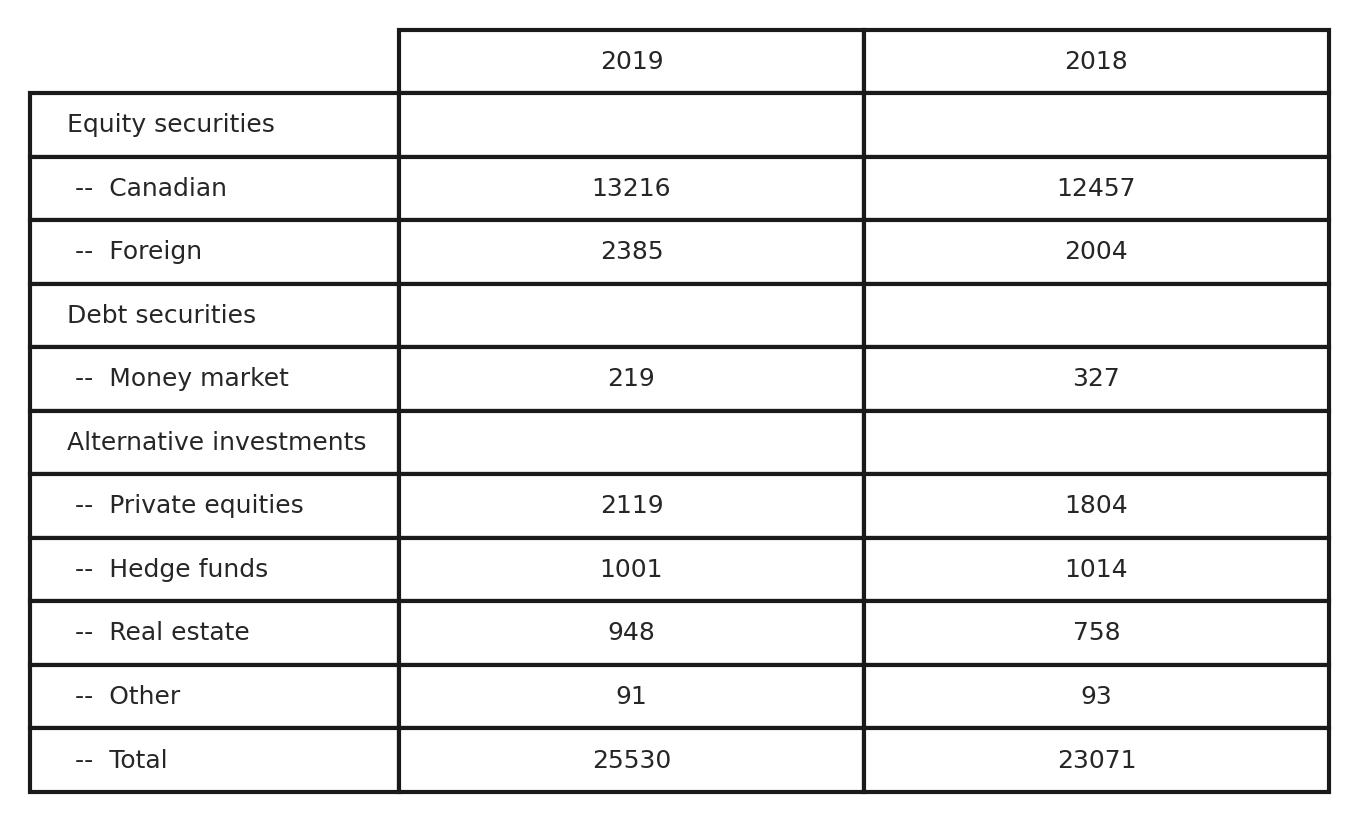 2019 2018
Equity securities
-- Canadian 13216 12457
-- Foreign 2385 2004
Debt securities
-- Money market 219 327
Alternative investments
-- Private equities 2119 1804
-- Hedge funds 1001 1014
-- Real estate 948 758
-- Other 91 93
-- Total 25530 23071